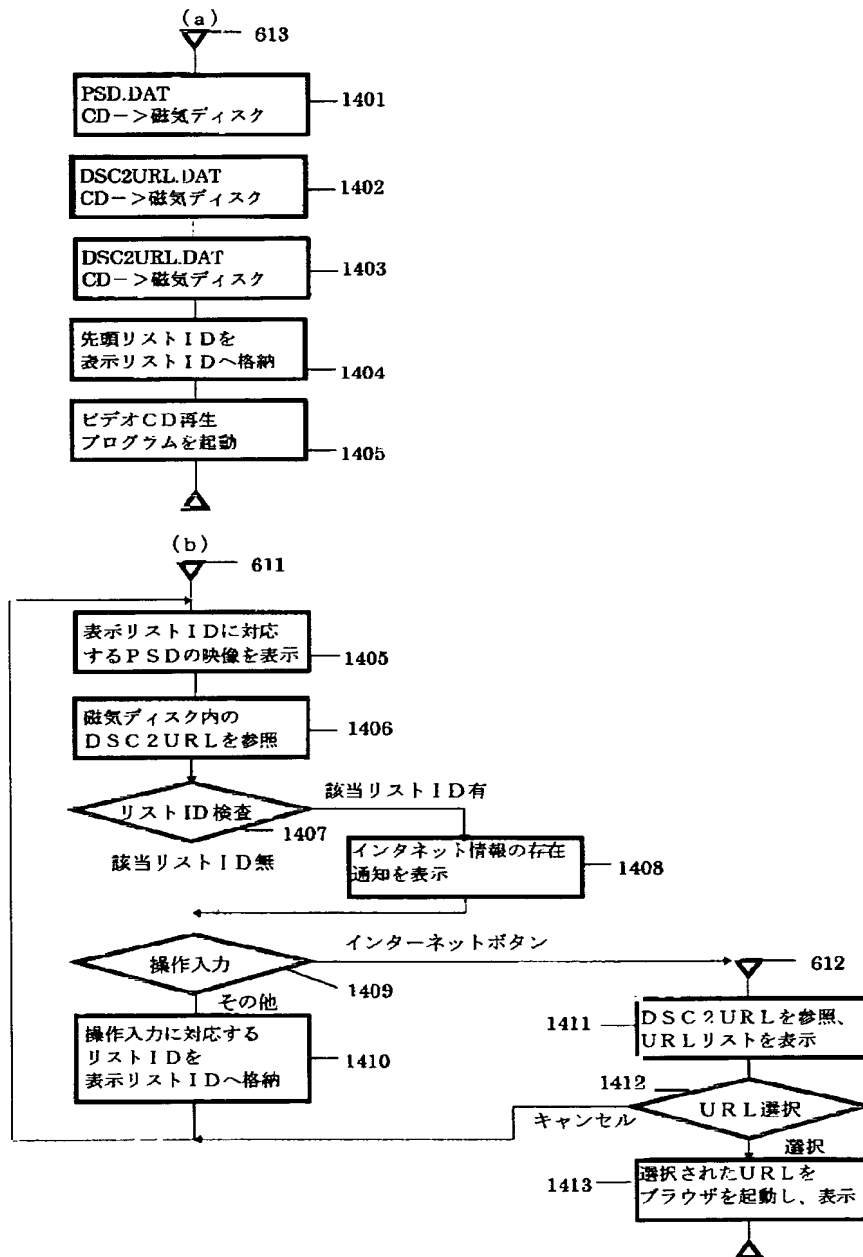 (a)
613
PSD.DAT
CD->磁気ディスク
1401
DSC2URL.DAT
CD->磁気ディスク
1402
DSC2URL.DAT
CD->磁気ディスク
1403
先頭リストIDを
表示リストIDへ格納
1404
ビデオCD再生
プログラムを起動
1405
(b)
611
表示リストIDに対応
するPSDの映像を表示
1405
磁気ディスク内の
DSC2URLを参照
1406
リストID検査
1407
該当リストID有
該当リストID無
インタネット情報の存在
通知を表示
1408
操作入力
1409
インターネットボタン
その他
612
操作入力に対応する
リストIDを
表示リストIDへ格納
1410
1411
DSC2URLを参照、
URLリストを表示
1412
URL選択
キャンセル
選択
1413
選択されたURLを
ブラウザを起動し、表示